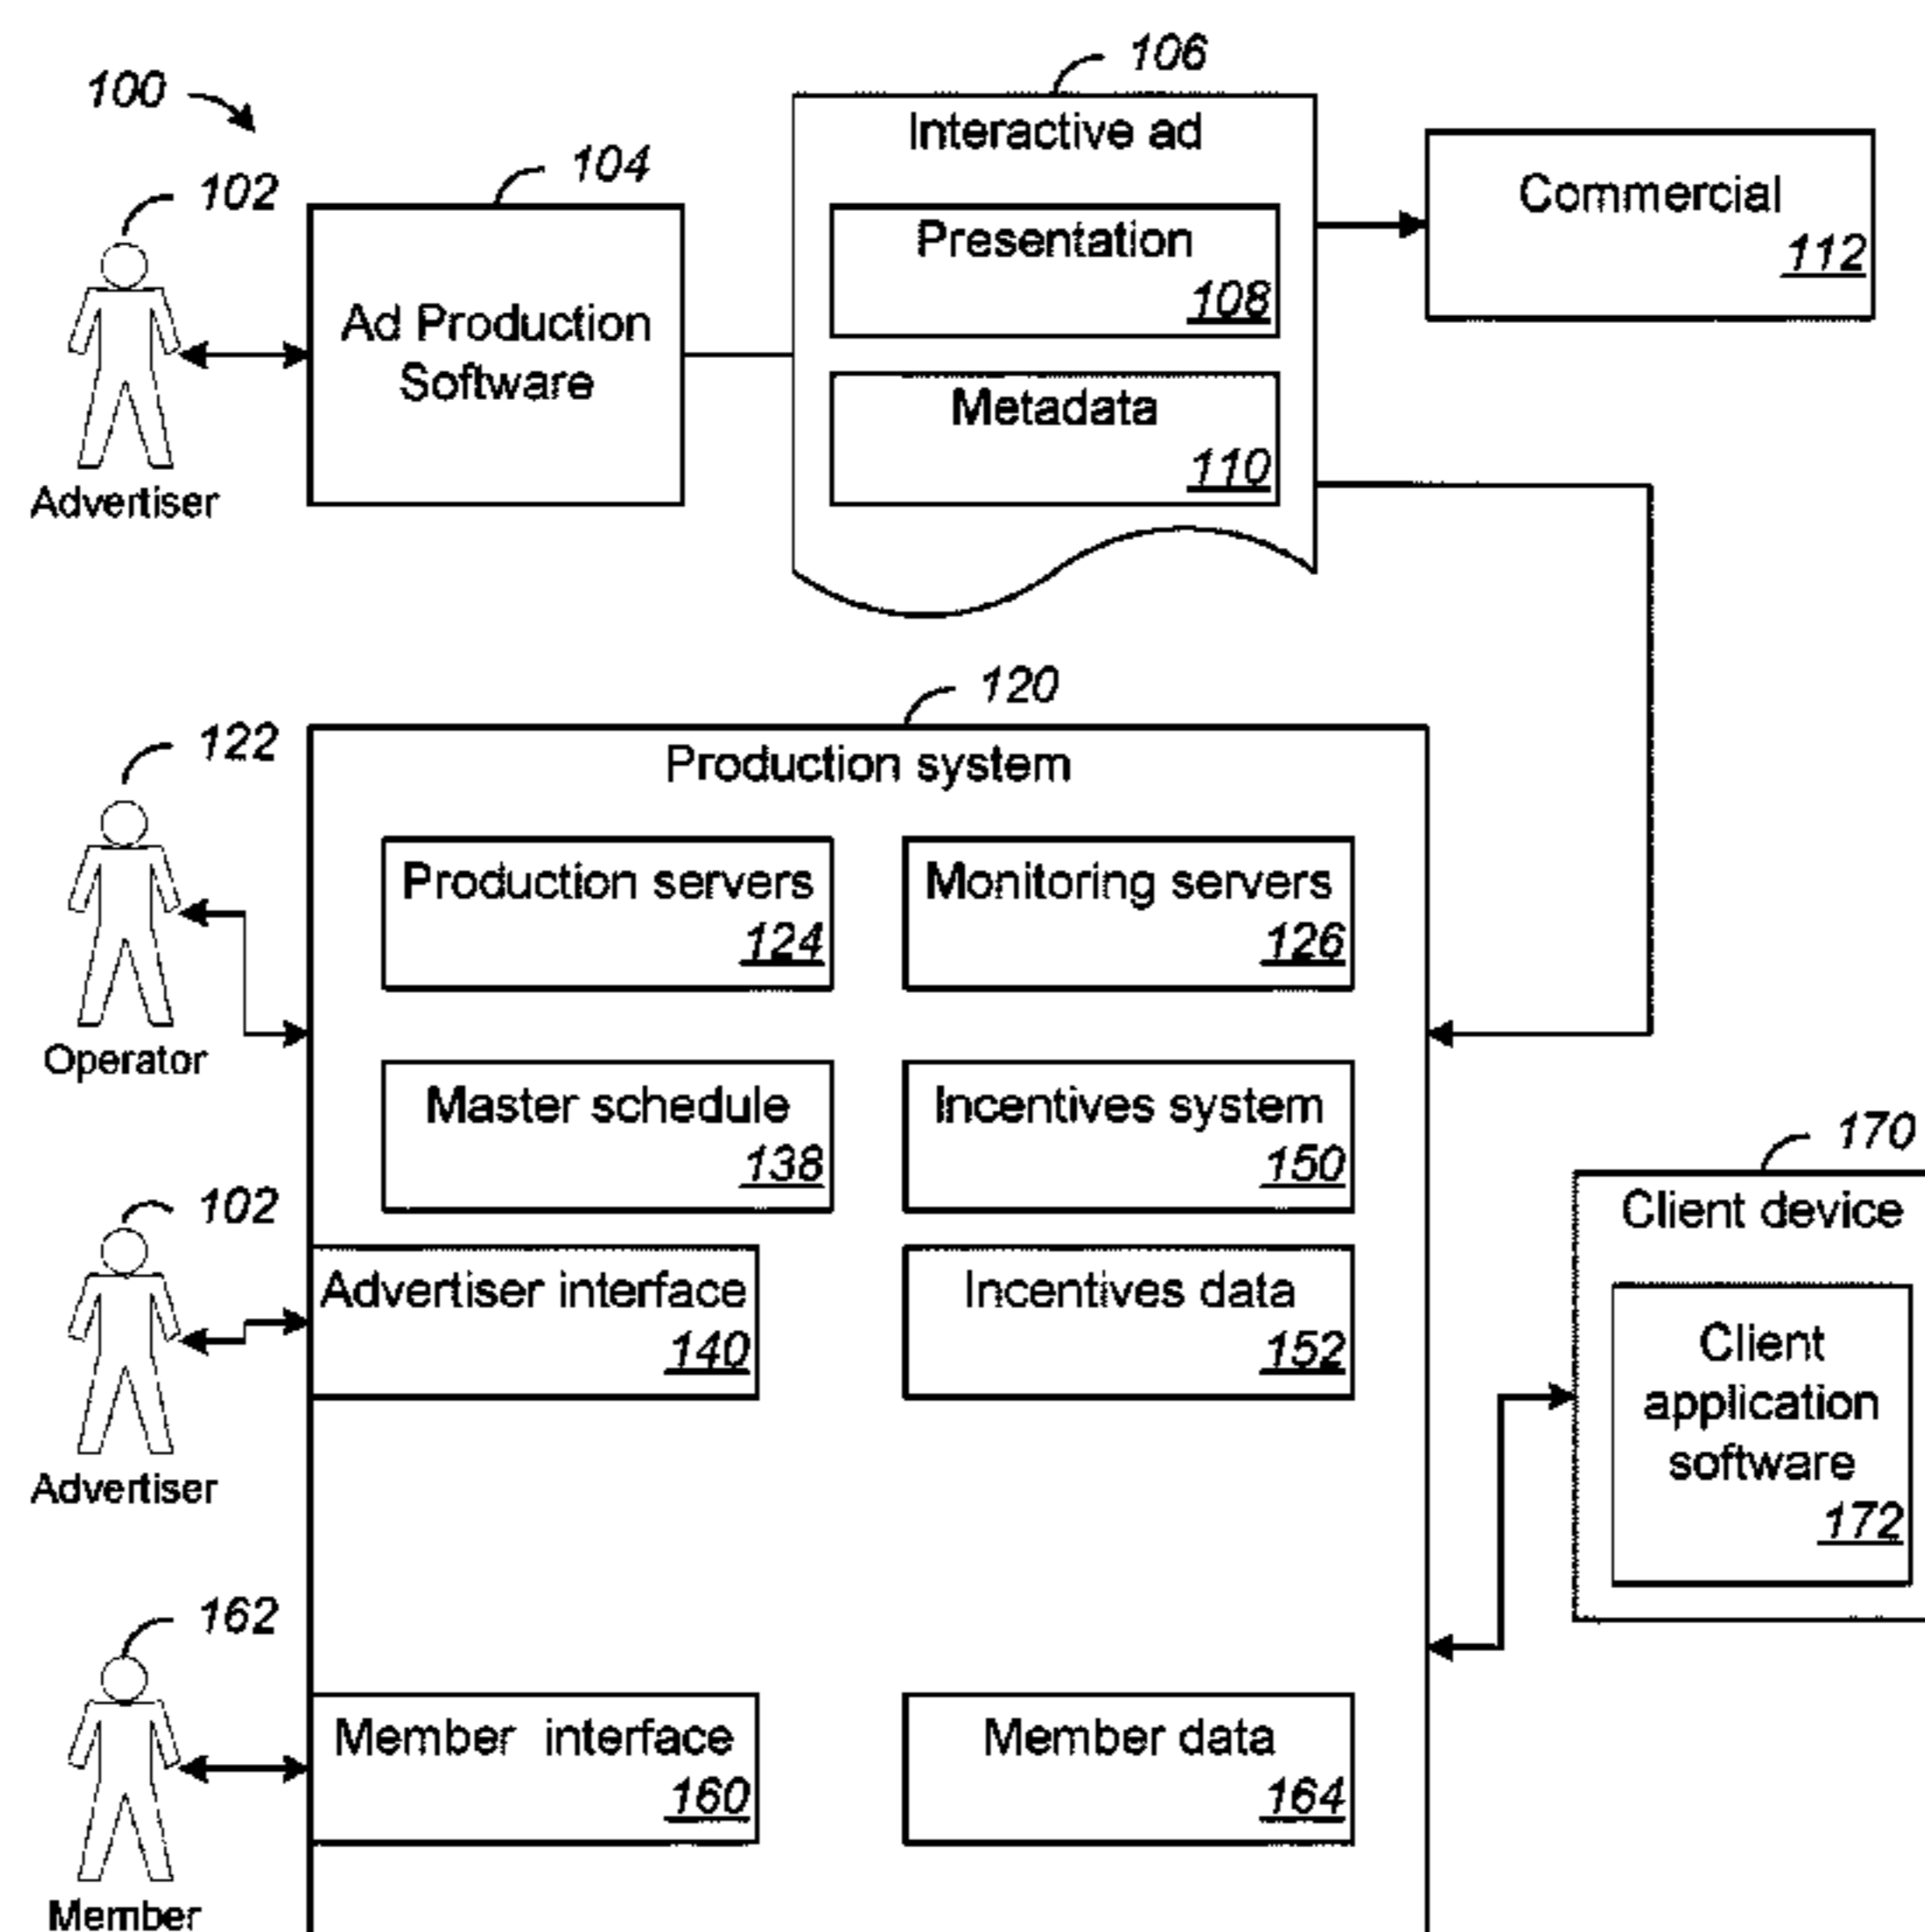 100
106
102
104
Interactive ad
Commercial
112
Presentation
108
Ad Production
Software
Metadata
110
Advertiser
120
122
Production system
Production servers
124
Monitoring servers
126
Operator
Master schedule
138
Incentives system
150
170
102
Client device
Advertiser interface
140
Incentives data
152
Client
application
software
172
Advertiser
162
Member interface
160
Member data
164
Member